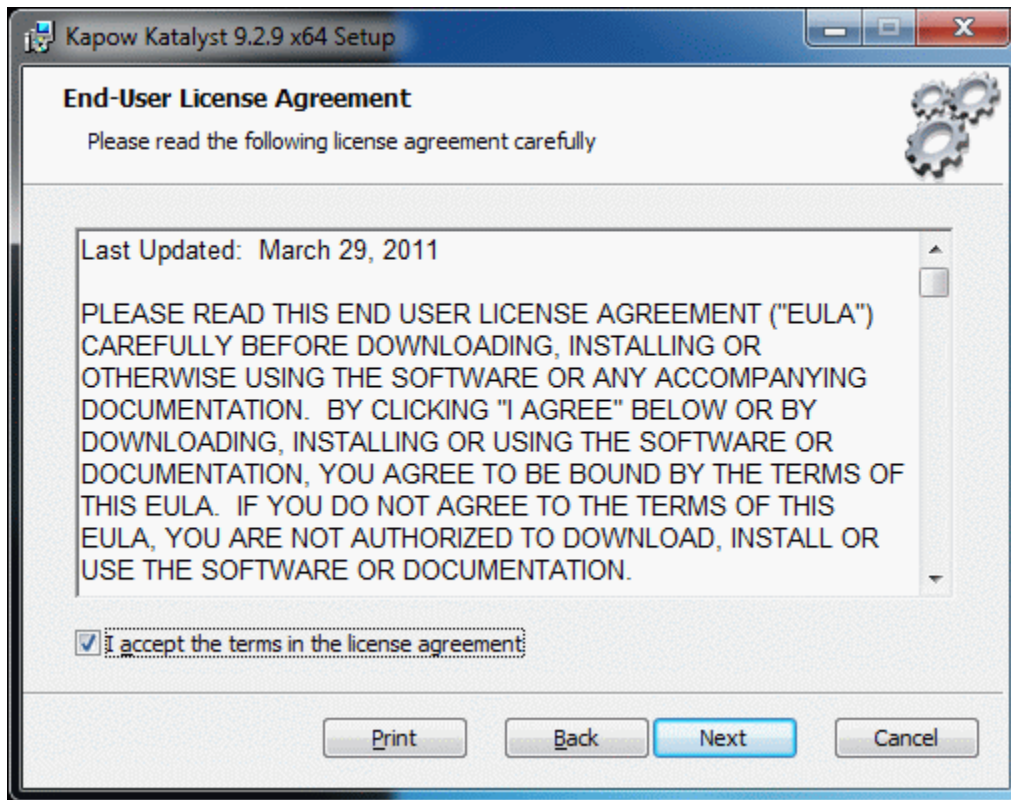 Kapow Katalyst 9.2.9 x64 Setup
End-User License Agreement
Please read the following license agreement carefully
Last Updated:  March 29, 2011
PLEASE READ THIS END USER LICENSE AGREEMENT ("EULA")
CAREFULLY BEFORE DOWNLOADING, INSTALLING OR
OTHERWISE USING THE SOFTWARE OR ANY ACCOMPANYING
DOCUMENTATION.  BY CLICKING "I AGREE" BELOW OR BY
DOWNLOADING, INSTALLING OR USING THE SOFTWARE OR
DOCUMENTATION, YOU AGREE TO BE BOUND BY THE TERMS OF
THIS EULA.  IF YOU DO NOT AGREE TO THE TERMS OF THIS
EULA, YOU ARE NOT AUTHORIZED TO DOWNLOAD, INSTALL OR
USE THE SOFTWARE OR DOCUMENTATION.
I accept the terms in the license agreement
Print Back Next Cancel